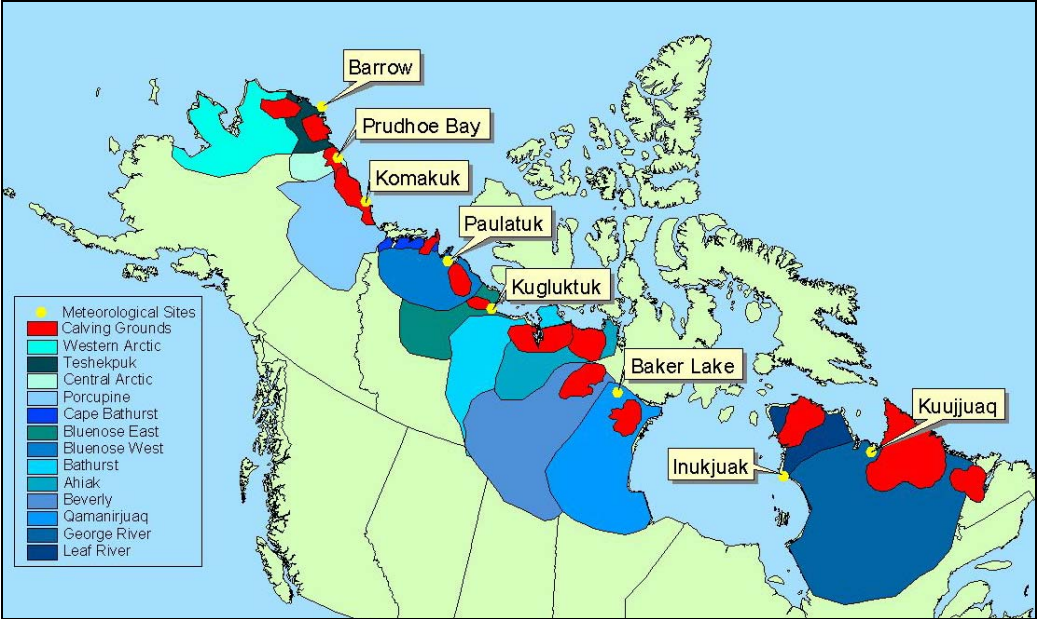 Barrow
Prudhoe Bay
Komakuk
Paulatuk
Kugluktuk
Baker Lake
Kuujjuaq
Inukjuak
Meteorological Sites
Calving Grounds
Western Arctic
Teshekpuk
Central Arctic
Porcupine
Cape Bathurst
Bluenose East
Bluenose West
Bathurst
Ahiak
Beverly
Qamanirjuaq
George River
Leaf River